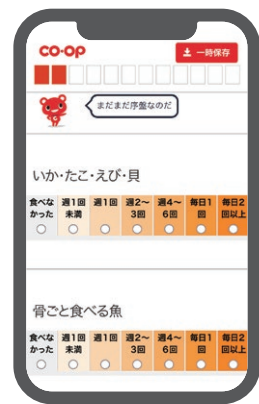 CO·OP
一時保存
まだまだ序盤なのだ
いか・たこ・えび・貝
食べなかった 週1回未満 週1回 週2〜3回 週4〜6回 毎日1回 毎日2回以上
骨ごと食べる魚
食べなかった 週1回未満 週1回 週2〜3回 週4〜6回 毎日1回 毎日2回以上